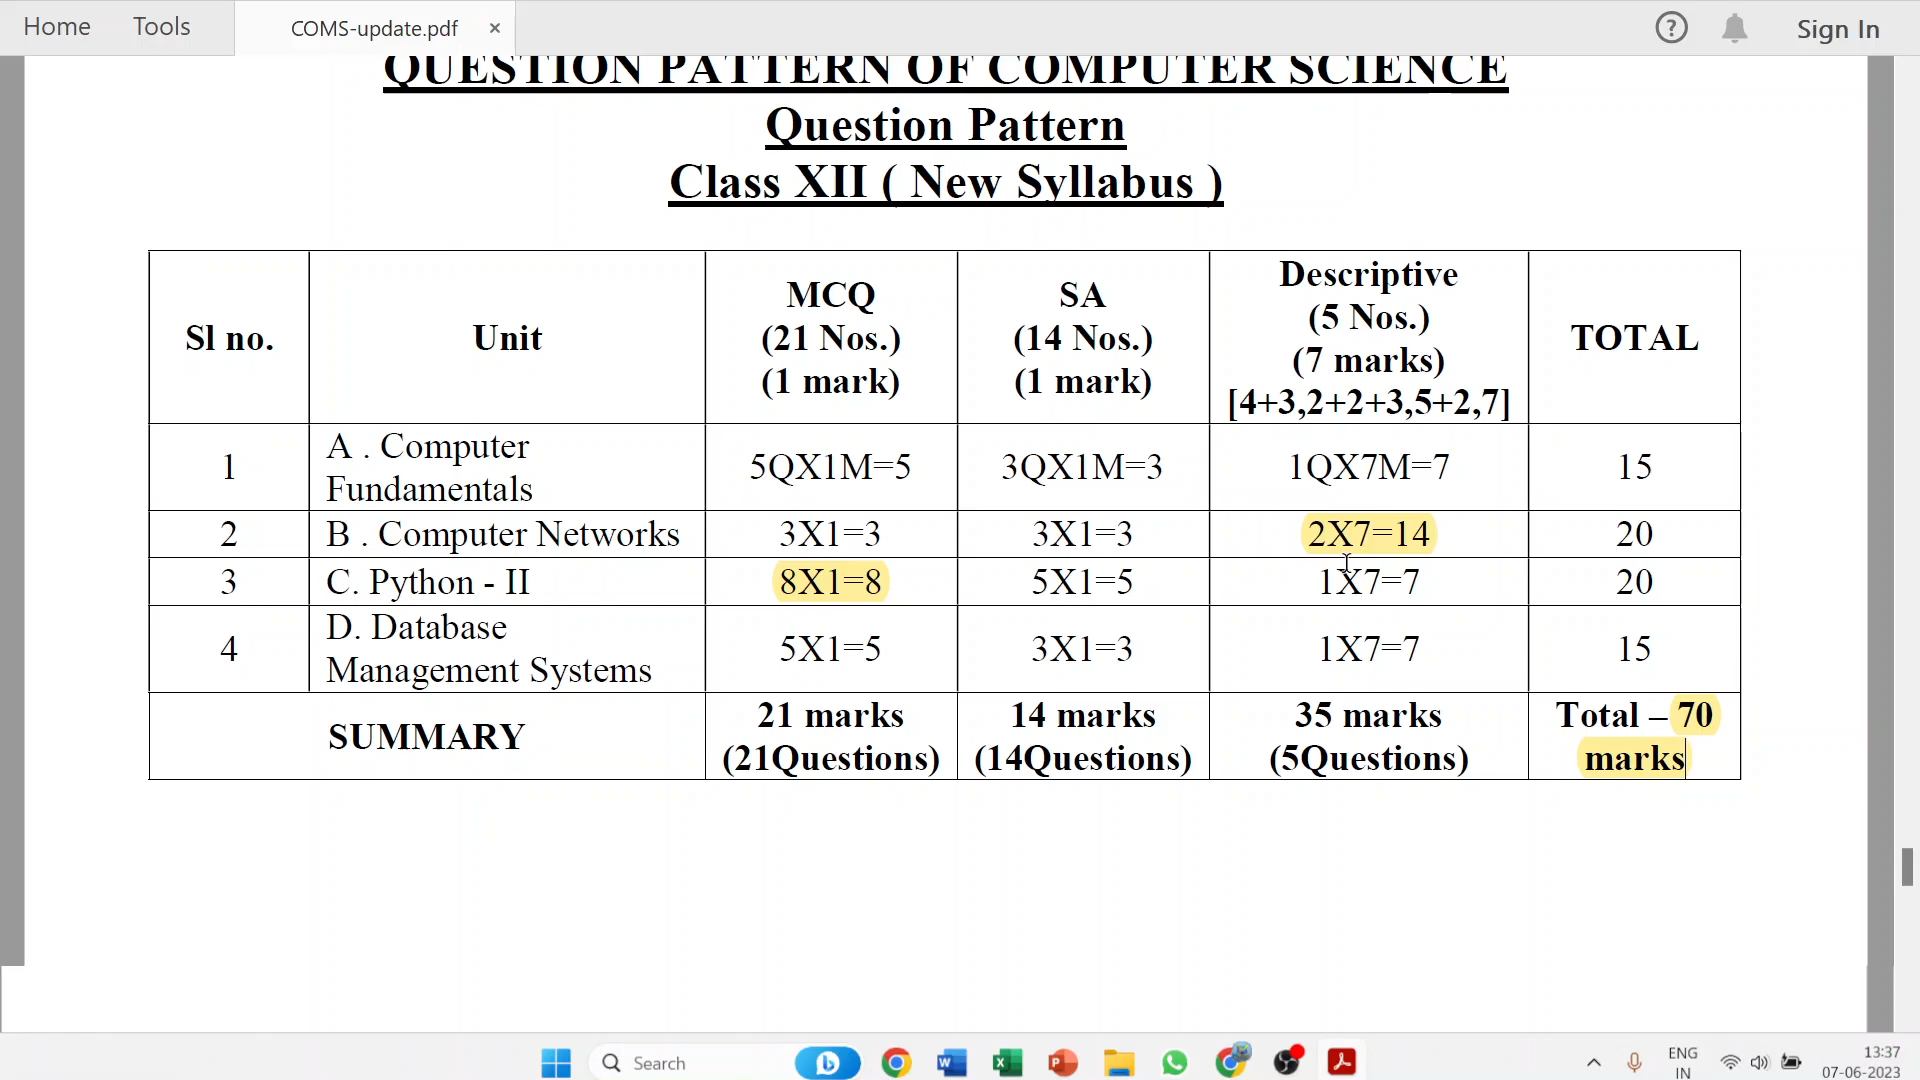 Home Tools COMS-update.pdf × ? Sign In
QUESTION PATTERN OF COMPUTER SCIENCE
Question Pattern
Class XII ( New Syllabus )
Sl no. Unit MCQ (21 Nos.) (1 mark) SA (14 Nos.) (1 mark) Descriptive (5 Nos.) (7 marks) [4+3,2+2+3,5+2,7] TOTAL
1 A . Computer Fundamentals 5QX1M=5 3QX1M=3 1QX7M=7 15
2 B . Computer Networks 3X1=3 3X1=3 2X7=14 20
3 C. Python - II 8X1=8 5X1=5 1X7=7 20
4 D. Database Management Systems 5X1=5 3X1=3 1X7=7 15
SUMMARY 21 marks (21Questions) 14 marks (14Questions) 35 marks (5Questions) Total – 70 marks
Search
ENG
IN
13:37
07-06-2023